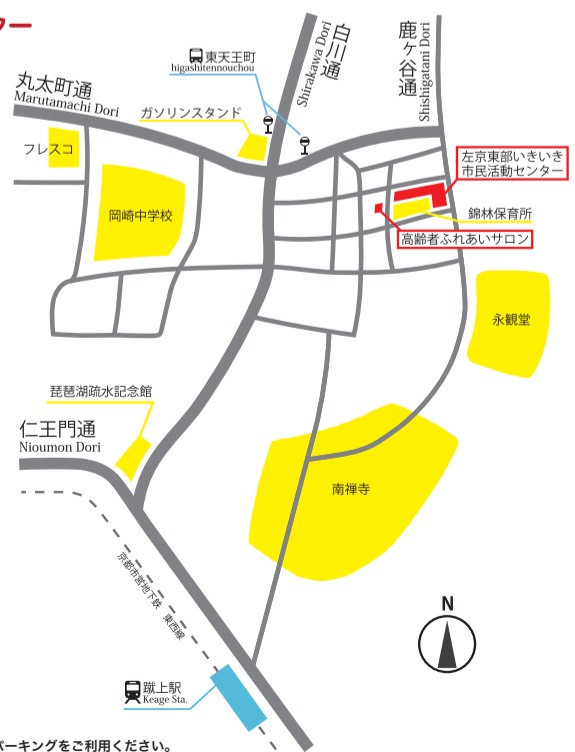 ター
白川通
Shirakawa Dori
鹿ヶ谷通
Shishigatani Dori
東天王町
higashitennouchou
丸太町通
Marutamachi Dori
ガソリンスタンド
フレスコ
岡崎中学校
左京東部いきいき
市民活動センター
錦林保育所
高齢者ふれあいサロン
永観堂
琵琶湖疏水記念館
仁王門通
Nioumon Dori
南禅寺
京都市営地下鉄 東西線
N
蹴上駅
Keage Sta.
パーキングをご利用ください。